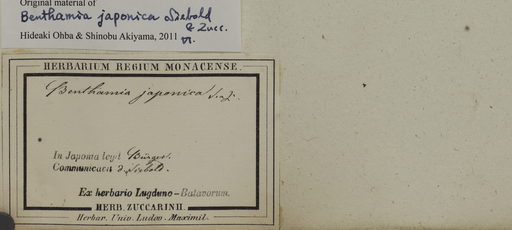 Original material of
Benthamia japonica Siebold
& Zucc.
Hideaki Ohba & Shinobu Akiyama, 2011
HERBARIUM REGIUM MONACENSE.
Benthamia japonica
In Japonia legit Bürger.
Communicavit d. Siebold.
Ex herbario Lugduno-Batavorum.
HERB. ZUCCARINII.
Herbar. Univ. Ludov. Maximil.